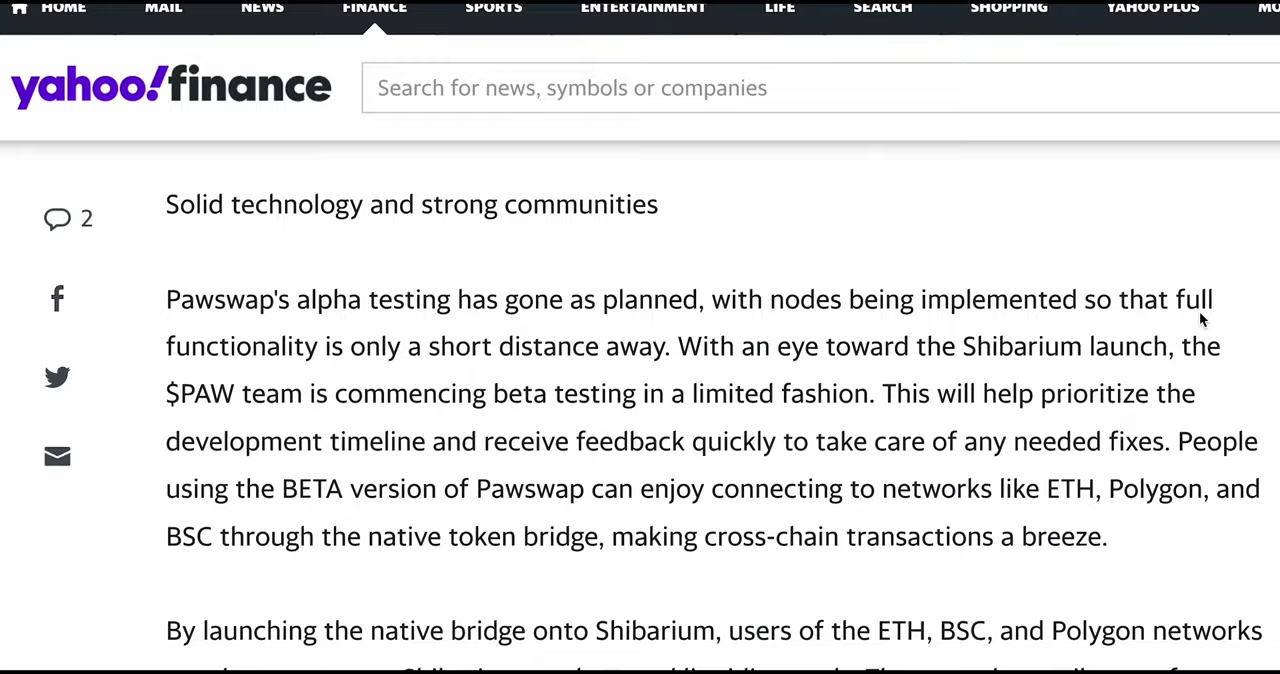 HOME MAIL NEWS FINANCE SPORTS ENTERTAINMENT LIFE SEARCH SHOPPING YAHOO PLUS
yahoo!finance Search for news, symbols or companies
Solid technology and strong communities
2
Pawswap's alpha testing has gone as planned, with nodes being implemented so that full
functionality is only a short distance away. With an eye toward the Shibarium launch, the
$PAW team is commencing beta testing in a limited fashion. This will help prioritize the
development timeline and receive feedback quickly to take care of any needed fixes. People
using the BETA version of Pawswap can enjoy connecting to networks like ETH, Polygon, and
BSC through the native token bridge, making cross-chain transactions a breeze.
By launching the native bridge onto Shibarium, users of the ETH, BSC, and Polygon networks